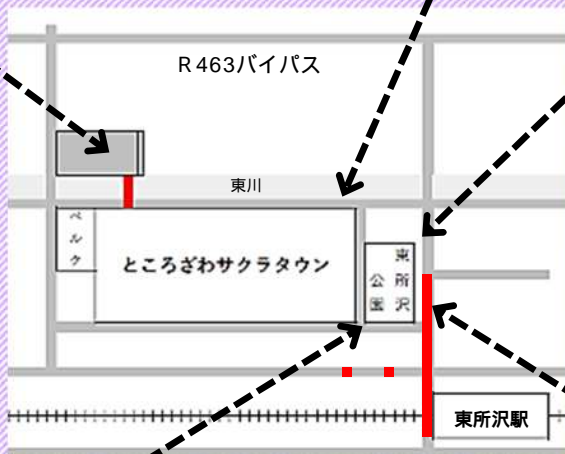 R463バイパス
東川
ベルク
ところざわサクラタウン
東所沢
公園
東所沢駅